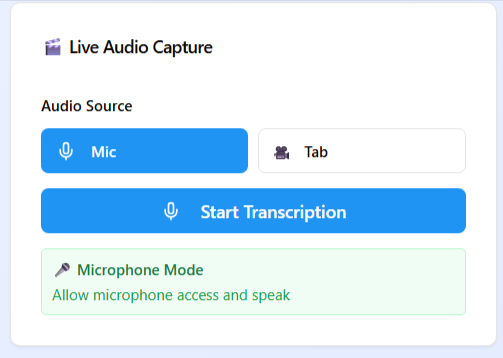 Live Audio Capture
Audio Source
Mic
Tab
Start Transcription
Microphone Mode
Allow microphone access and speak